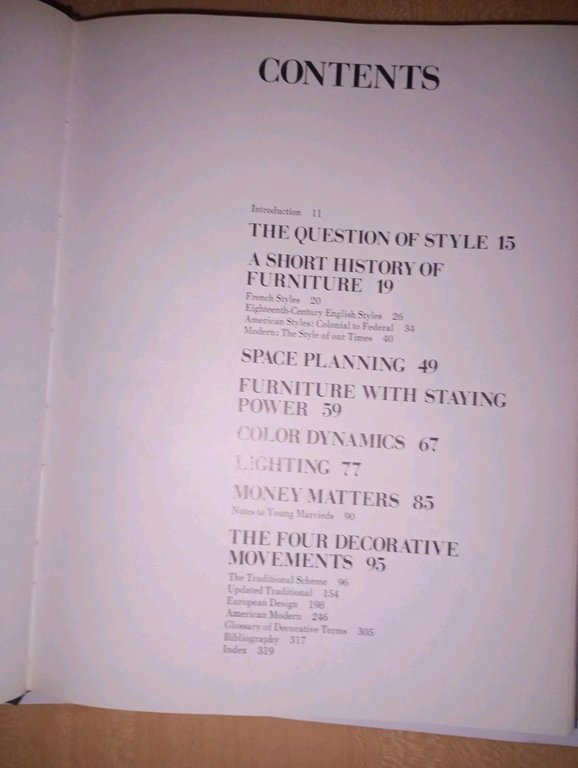 CONTENTS
Introduction 11
THE QUESTION OF STYLE 15
A SHORT HISTORY OF
FURNITURE 19
French Styles 20
Eighteenth-Century English Styles 26
American Styles: Colonial to Federal 34
Modern: The Style of our Times 40
SPACE PLANNING 49
FURNITURE WITH STAYING
POWER 59
COLOR DYNAMICS 67
LIGHTING 77
MONEY MATTERS 85
Notes to Young Marrieds 90
THE FOUR DECORATIVE
MOVEMENTS 95
The Traditional Scheme 96
Updated Traditional 154
European Design 198
American Modern 246
Glossary of Decorative Terms 305
Bibliography 317
Index 319